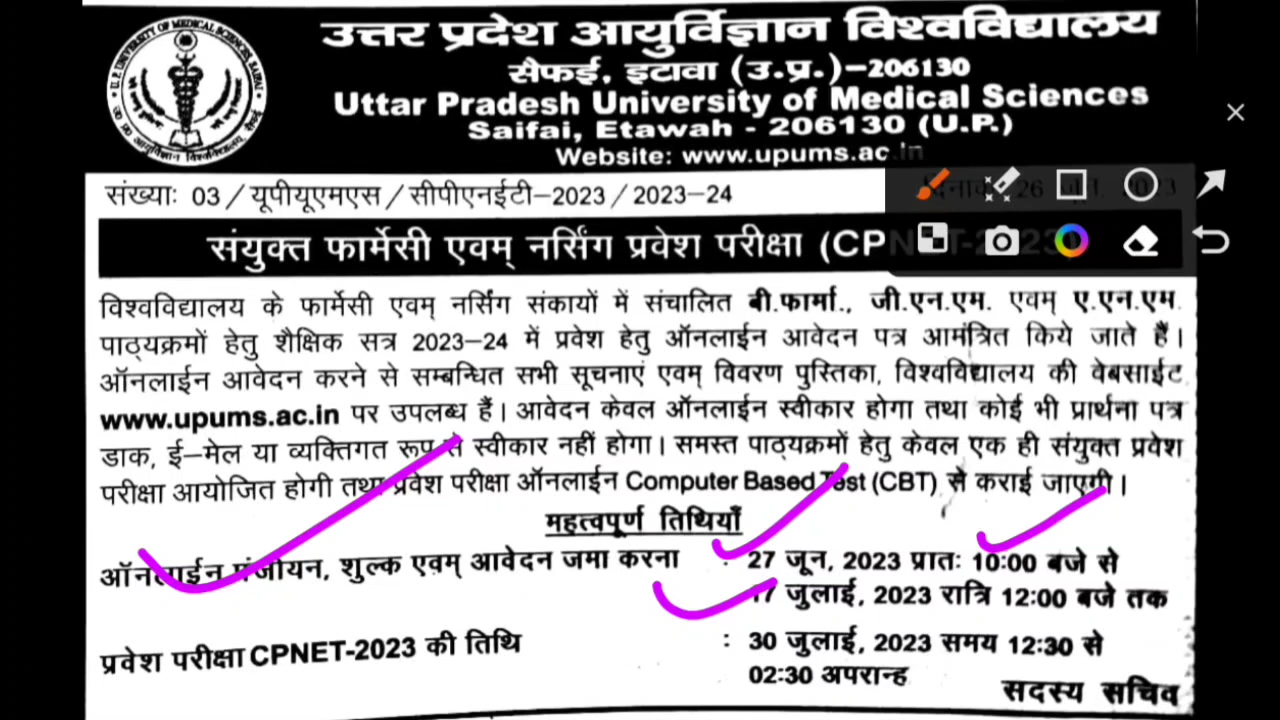 उत्तर प्रदेश आयुर्विज्ञान विश्वविद्यालय
सैफई, इटावा (उ.प्र.)–206130
Uttar Pradesh University of Medical Sciences
Saifai, Etawah - 206130 (U.P.)
Website: www.upums.ac.in
संख्याः 03/यूपीयूएमएस/सीपीएनईटी–2023/2023-24
संयुक्त फार्मेसी एवम् नर्सिंग प्रवेश परीक्षा (CPNET-2023)
विश्वविद्यालय के फार्मेसी एवम् नर्सिंग संकायों में संचालित बी.फार्मा., जी.एन.एम. एवम् ए.एन.एम.
पाठ्यक्रमों हेतु शैक्षिक सत्र 2023–24 में प्रवेश हेतु ऑनलाईन आवेदन पत्र आमंत्रित किये जाते हैं।
ऑनलाईन आवेदन करने से सम्बन्धित सभी सूचनाएं एवम् विवरण पुस्तिका, विश्वविद्यालय की वेबसाईट
www.upums.ac.in पर उपलब्ध हैं। आवेदन केवल ऑनलाईन स्वीकार होगा तथा कोई भी प्रार्थना पत्र
डाक, ई–मेल या व्यक्तिगत रूप से स्वीकार नहीं होगा। समस्त पाठ्यक्रमों हेतु केवल एक ही संयुक्त प्रवेश
परीक्षा आयोजित होगी तथा प्रवेश परीक्षा ऑनलाईन Computer Based Test (CBT) से कराई जाएगी।
महत्वपूर्ण तिथियाँ
ऑनलाईन पंजीयन, शुल्क एवम् आवेदन जमा करना : 27 जून, 2023 प्रातः 10:00 बजे से
17 जुलाई, 2023 रात्रि 12:00 बजे तक
प्रवेश परीक्षा CPNET-2023 की तिथि : 30 जुलाई, 2023 समय 12:30 से
02:30 अपरान्ह
सदस्य सचिव